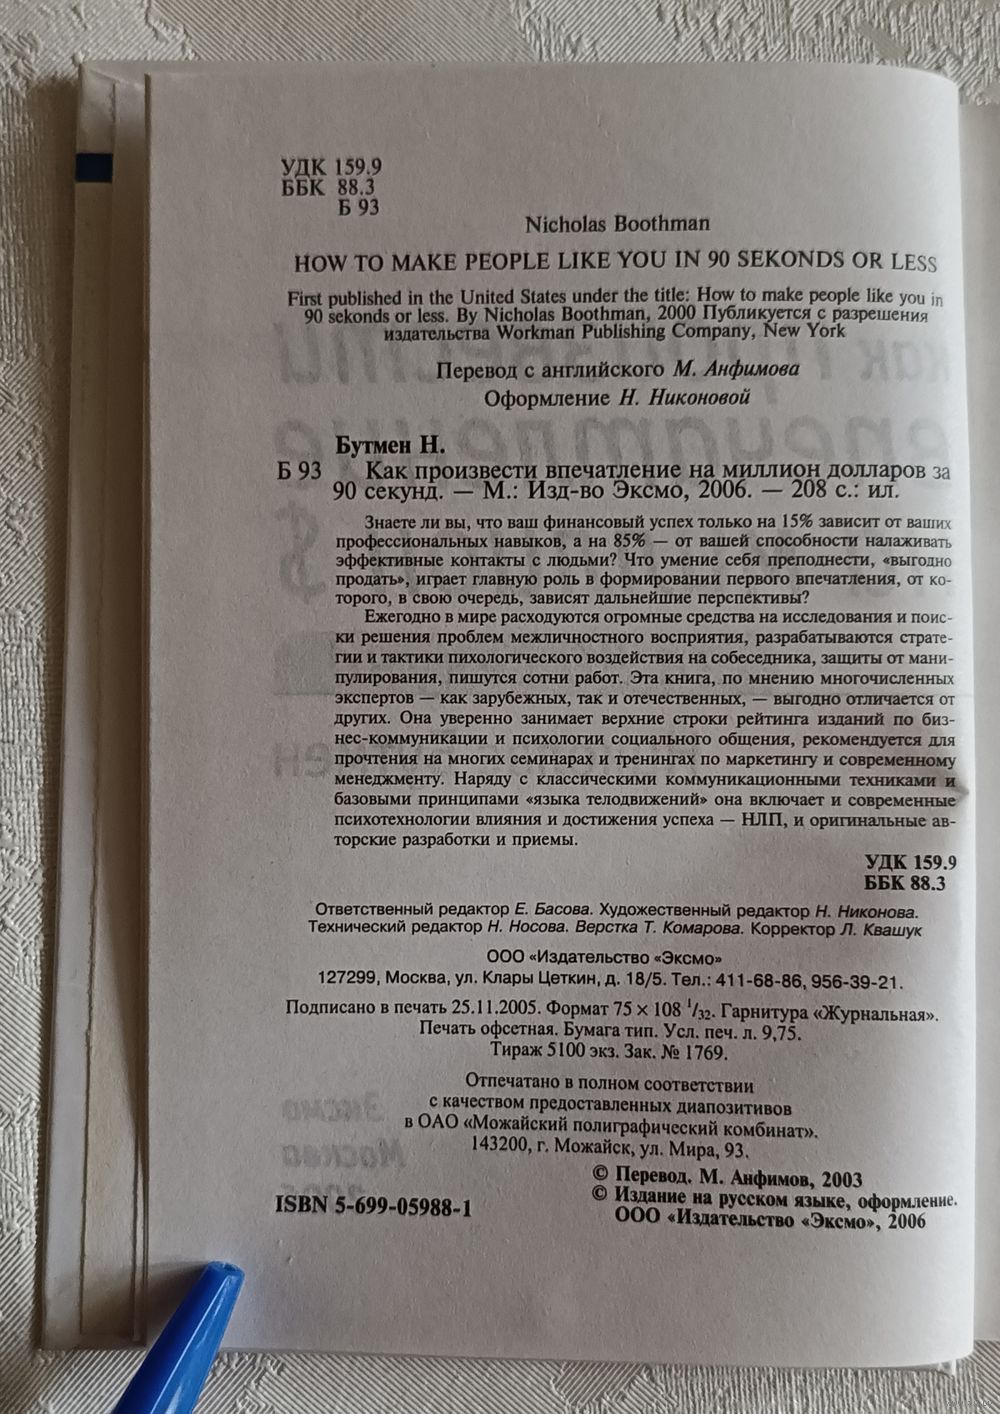 УДК 159.9
ББК 88.3
Б 93
Nicholas Boothman
HOW TO MAKE PEOPLE LIKE YOU IN 90 SEKONDS OR LESS
First published in the United States under the title: How to make people like you in
90 sekonds or less. By Nicholas Boothman, 2000 Публикуется с разрешения
издательства Workman Publishing Company, New York
Перевод с английского М. Анфимова
Оформление Н. Никоновой
Бутмен Н.
Б 93 Как произвести впечатление на миллион долларов за
90 секунд. — М.: Изд-во Эксмо, 2006. — 208 с.: ил.
Знаете ли вы, что ваш финансовый успех только на 15% зависит от ваших
профессиональных навыков, а на 85% — от вашей способности налаживать
эффективные контакты с людьми? Что умение себя преподнести, «выгодно
продать», играет главную роль в формировании первого впечатления, от ко-
торого, в свою очередь, зависят дальнейшие перспективы?
Ежегодно в мире расходуются огромные средства на исследования и поис-
ки решения проблем межличностного восприятия, разрабатываются страте-
гии и тактики пихологического воздействия на собеседника, защиты от мани-
пулирования, пишутся сотни работ. Эта книга, по мнению многочисленных
экспертов — как зарубежных, так и отечественных, — выгодно отличается от
других. Она уверенно занимает верхние строки рейтинга изданий по биз-
нес-коммуникации и психологии социального общения, рекомендуется для
прочтения на многих семинарах и тренингах по маркетингу и современному
менеджменту. Наряду с классическими коммуникационными техниками и
базовыми принципами «языка телодвижений» она включает и современные
психотехнологии влияния и достижения успеха — НЛП, и оригинальные ав-
торские разработки и приемы.
УДК 159.9
ББК 88.3
Ответственный редактор Е. Басова. Художественный редактор Н. Никонова.
Технический редактор Н. Носова. Верстка Т. Комарова. Корректор Л. Квашук
ООО «Издательство «Эксмо»
127299, Москва, ул. Клары Цеткин, д. 18/5. Тел.: 411-68-86, 956-39-21.
Подписано в печать 25.11.2005. Формат 75 × 108 1/32. Гарнитура «Журнальная».
Печать офсетная. Бумага тип. Усл. печ. л. 9,75.
Тираж 5100 экз. Зак. № 1769.
Отпечатано в полном соответствии
с качеством предоставленных диапозитивов
в ОАО «Можайский полиграфический комбинат».
143200, г. Можайск, ул. Мира, 93.
© Перевод. М. Анфимов, 2003
© Издание на русском языке, оформление.
ООО «Издательство «Эксмо», 2006
ISBN 5-699-05988-1